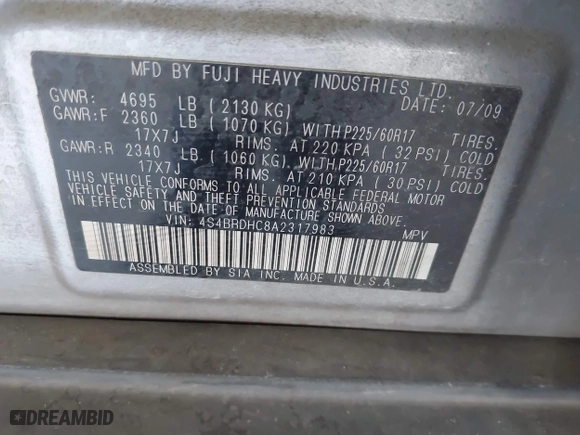 MFD BY FUJI HEAVY INDUSTRIES LTD.
DATE: 07/09
GVWR: 4695 LB (2130 KG)
GAWR:F 2360 LB (1070 KG) WITH P225/60R17 TIRES.
17X7J RIMS. AT 220 KPA (32 PSI) COLD
GAWR:R 2340 LB. (1060 KG). WITH P225/60R17 TIRES.
17X7J RIMS. AT 210 KPA (30 PSI) COLD
THIS VEHICLE CONFORMS TO ALL APPLICABLE FEDERAL MOTOR
VEHICLE SAFETY AND THEFT PREVENTION STANDARDS
IN EFFECT ON THE DATE OF MANUFACTURE SHOWN ABOVE.
VIN: 4S4BRDHC8A2317983 MPV
ASSEMBLED BY SIA INC. MADE IN U.S.A.
DREAMBID